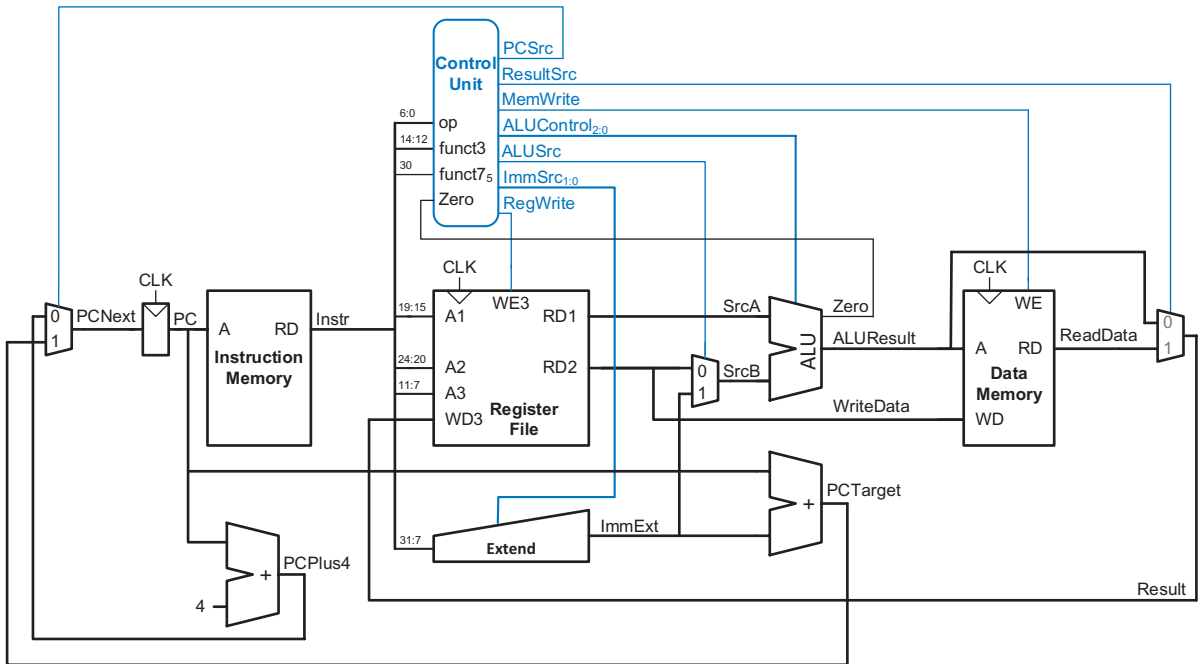 PCSrc
Control
Unit
ResultSrc
MemWrite
6:0
op
ALUControl2:0
14:12
funct3
ALUSrc
30
funct75
ImmSrc1:0
Zero
RegWrite
CLK
CLK
CLK
0
1
PCNext
PC
A
RD
Instruction
Memory
Instr
19:15
A1
WE3
RD1
24:20
A2
RD2
11:7
A3
WD3
Register
File
SrcA
0
1
SrcB
ALU
Zero
ALUResult
WriteData
WE
A
RD
Data
Memory
WD
ReadData
0
1
+
PCTarget
31:7
Extend
ImmExt
+
PCPlus4
4
Result